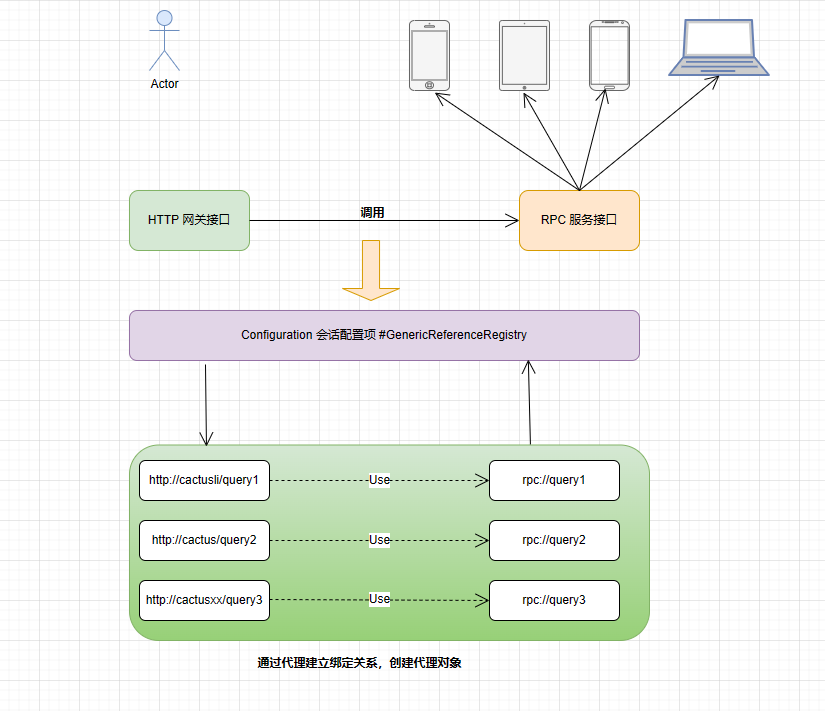 Actor
HTTP 网关接口
调用
RPC 服务接口
Configuration 会话配置项 #GenericReferenceRegistry
http://cactusli/query1
Use
rpc://query1
http://cactus/query2
Use
rpc://query2
http://cactusxx/query3
Use
rpc://query3
通过代理建立绑定关系，创建代理对象